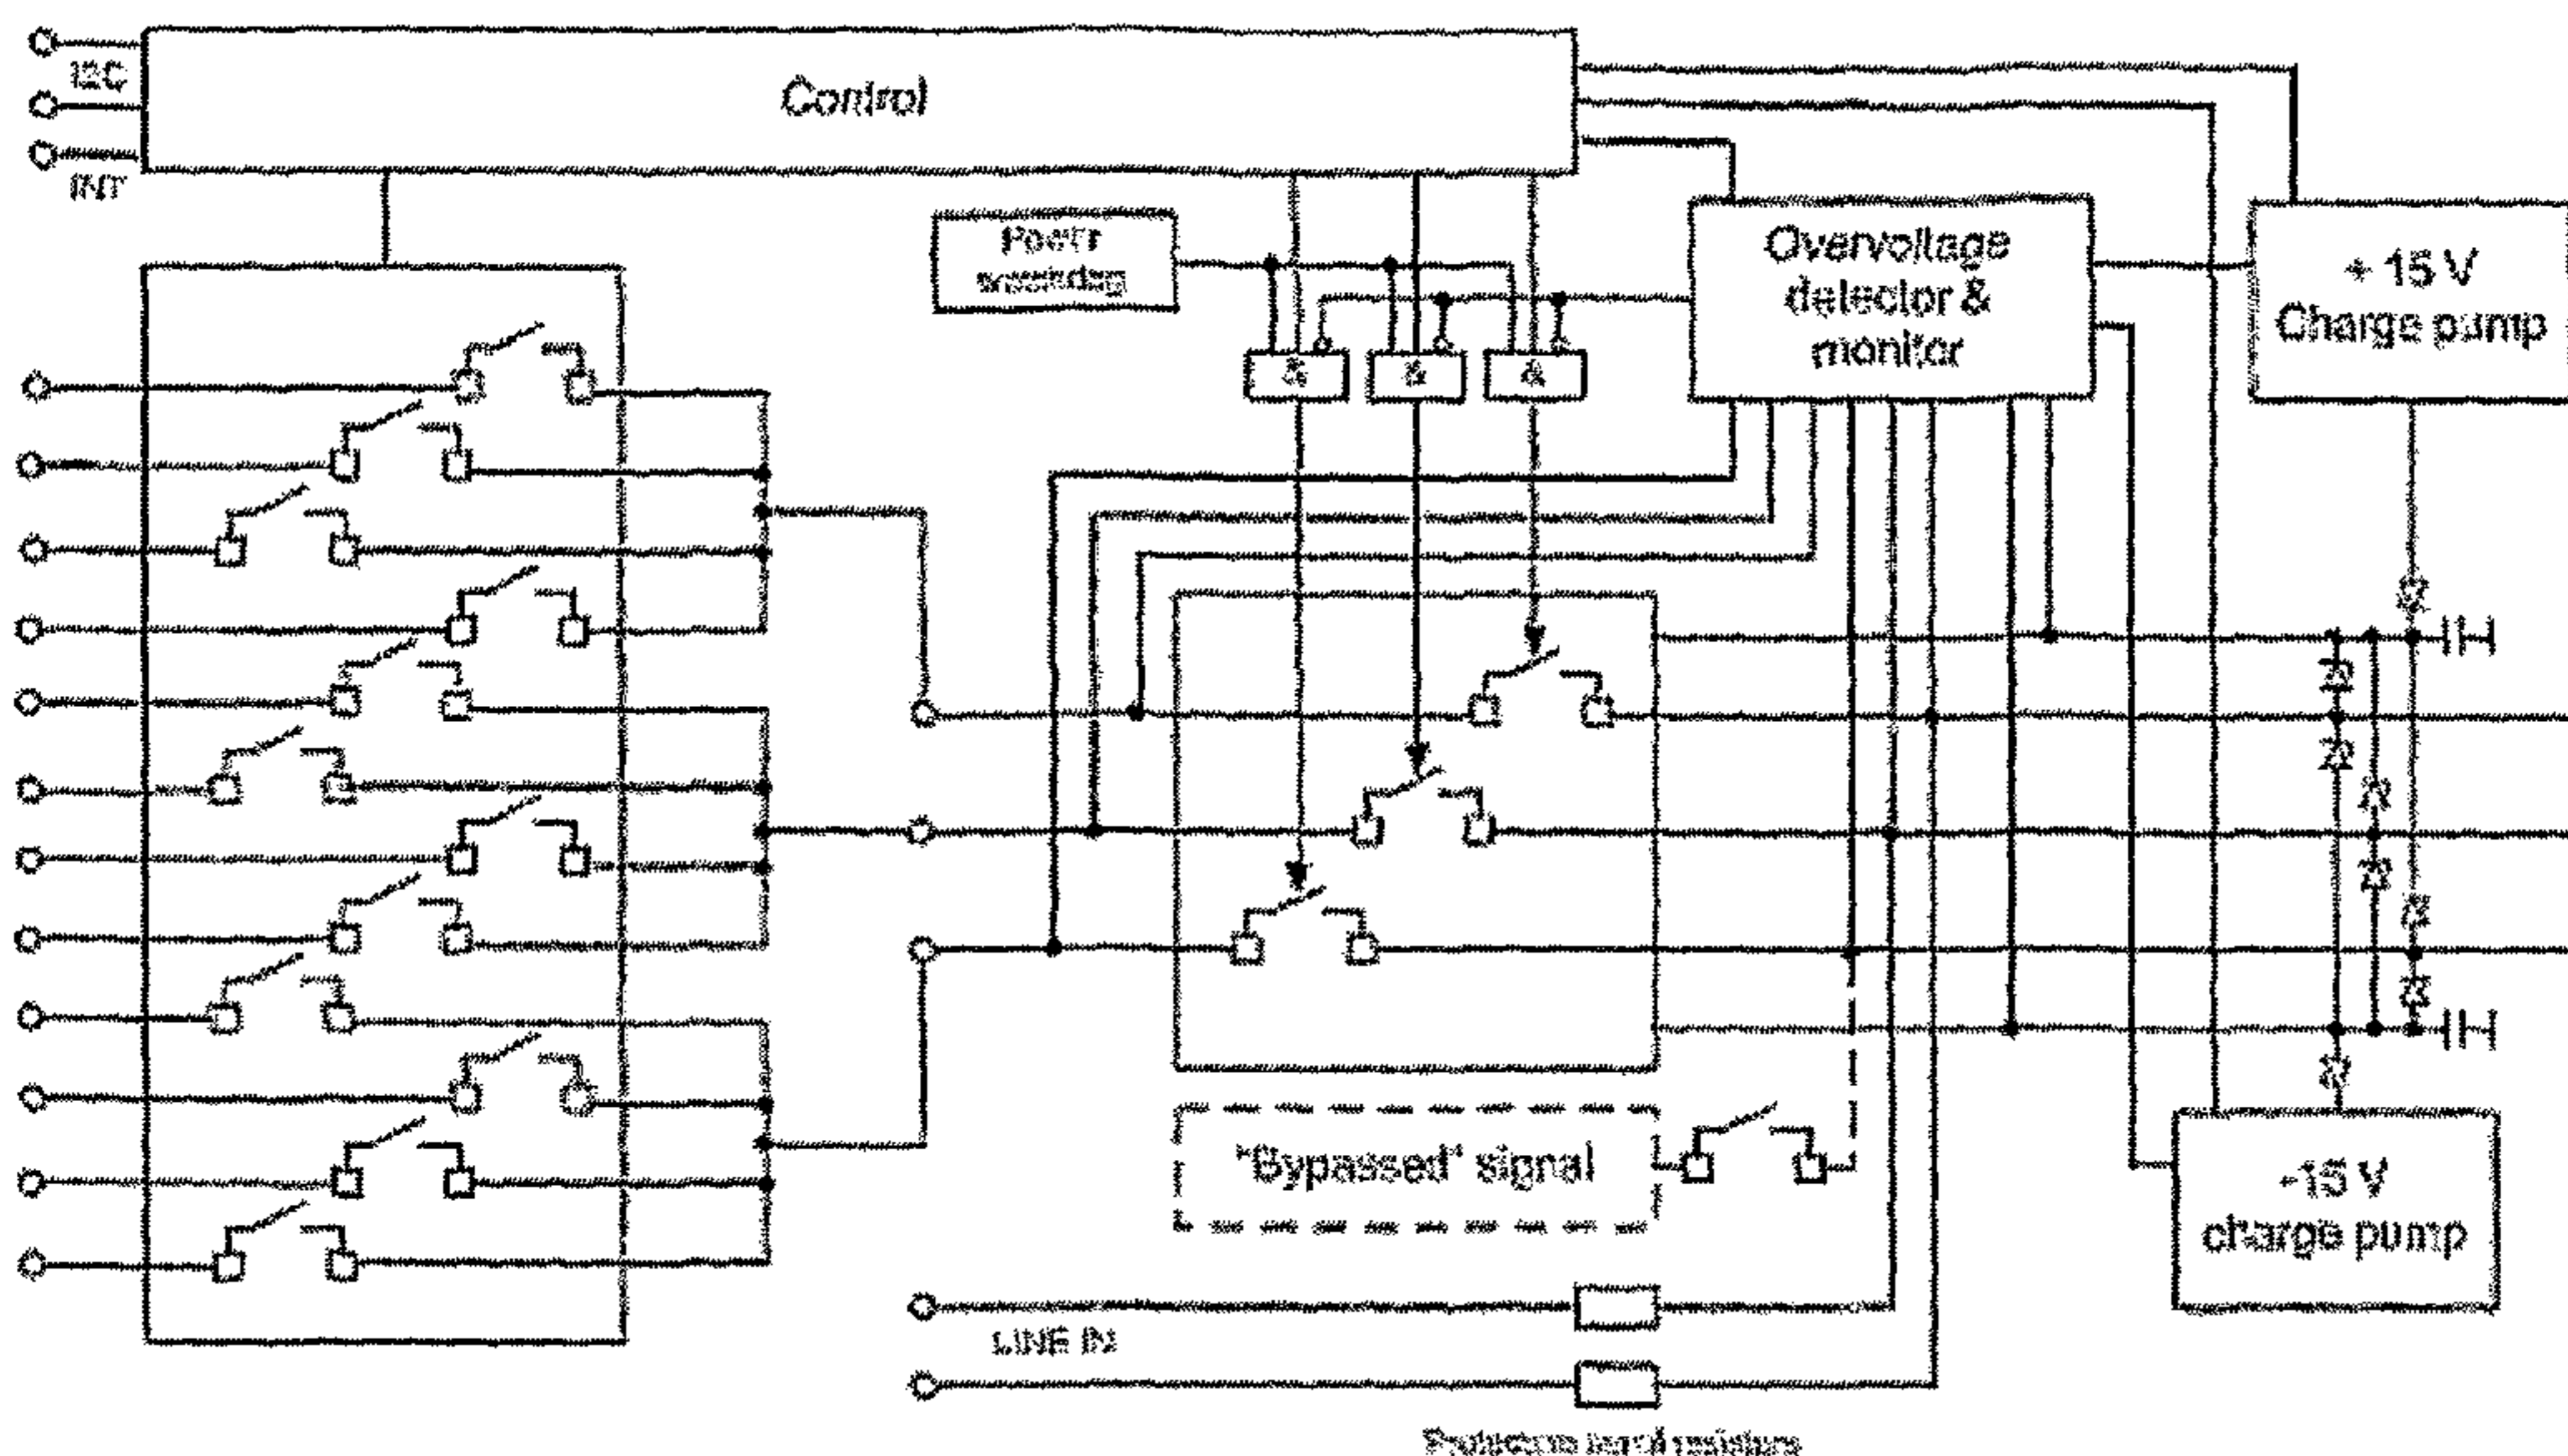 I2C
INT
Control
Overvoltage
detector &
monitor
+ 15 V
Charge pump
&
&
&
"Bypassed" signal
-15 V
charge pump
LINE IN